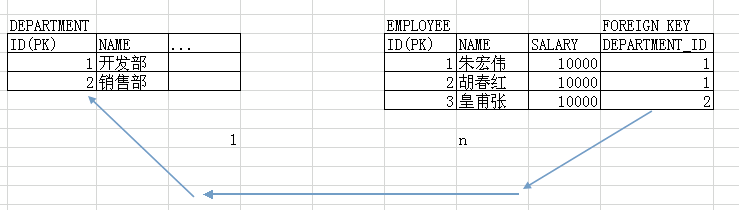 DEPARTMENT EMPLOYEE FOREIGN KEY
ID(PK) NAME ... ID(PK) NAME SALARY DEPARTMENT_ID
1 开发部 1 朱宏伟 10000 1
2 销售部 2 胡春红 10000 1
3 皇甫张 10000 2
1 n